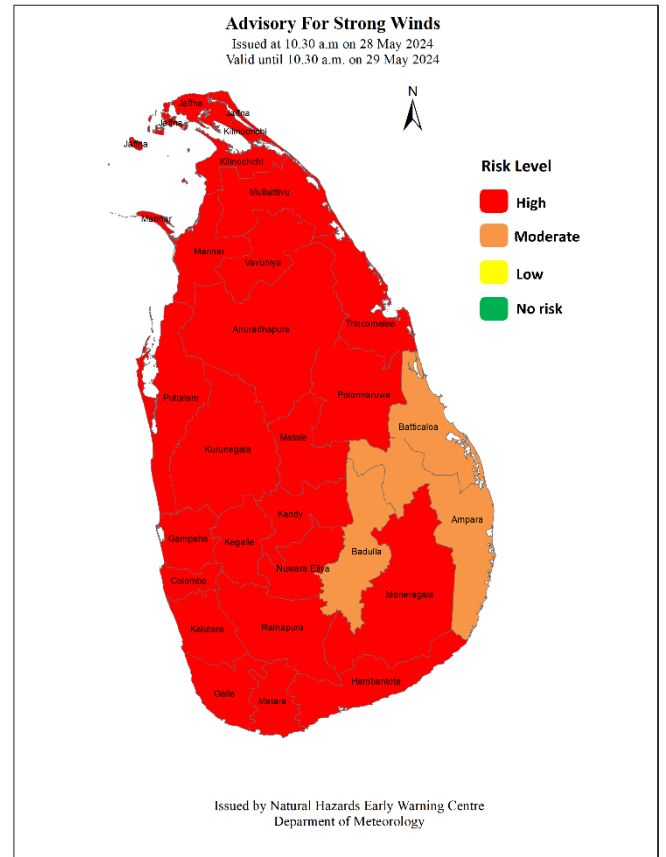 Advisory For Strong Winds
Issued at 10.30 a.m on 28 May 2024
Valid until 10.30 a.m. on 29 May 2024
N
Jaffna
Jaffna
Jaffna
Kilinochchi
Jaffna
Kilinochchi
Risk Level
Mullaittivu
High
Mannar
Moderate
Mannar
Vavuniya
Low
No risk
Trincomalee
Anuradhapura
Polonnaruwa
Puttalam
Batticaloa
Matale
Kurunegala
Kandy
Ampara
Gampaha
Kegalle
Badulla
Nuwara Eliya
Colombo
Moneragala
Kalutara
Ratnapura
Hambantota
Galle
Matara
Issued by Natural Hazards Early Warning Centre
Deparment of Meteorology